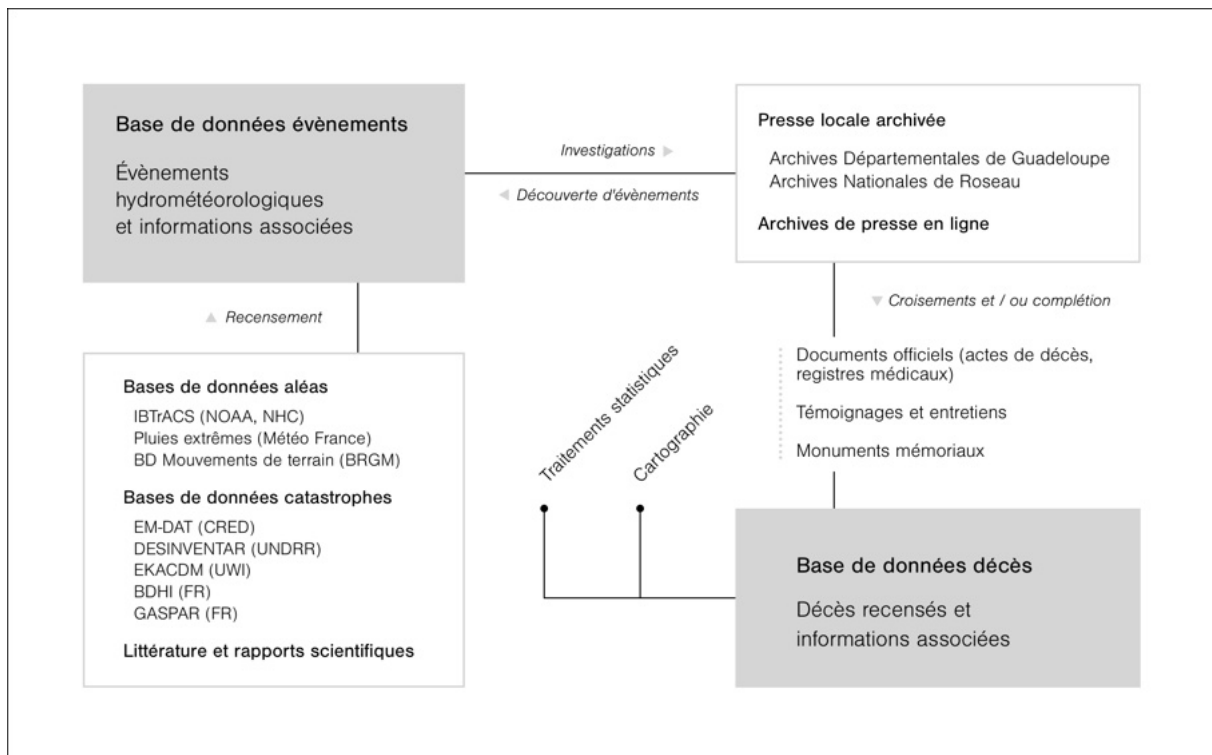 Base de données évènements
Évènements
hydrométéorologiques
et informations associées
Investigations ►
◄ Découverte d'évènements
Presse locale archivée
Archives Départementales de Guadeloupe
Archives Nationales de Roseau
Archives de presse en ligne
▲ Recensement
▼ Croisements et / ou complétion
Bases de données aléas
IBTrACS (NOAA, NHC)
Pluies extrêmes (Météo France)
BD Mouvements de terrain (BRGM)
Bases de données catastrophes
EM-DAT (CRED)
DESINVENTAR (UNDRR)
EKACDM (UWI)
BDHI (FR)
GASPAR (FR)
Littérature et rapports scientifiques
Documents officiels (actes de décès,
registres médicaux)
Témoignages et entretiens
Monuments mémoriaux
Traitements statistiques
Cartographie
Base de données décès
Décès recensés et
informations associées